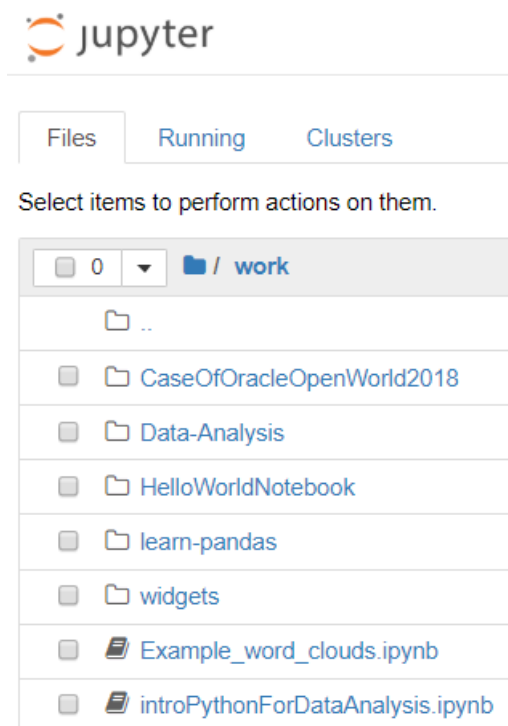 jupyter
Files Running Clusters
Select items to perform actions on them.
0 / work
..
CaseOfOracleOpenWorld2018
Data-Analysis
HelloWorldNotebook
learn-pandas
widgets
Example_word_clouds.ipynb
introPythonForDataAnalysis.ipynb